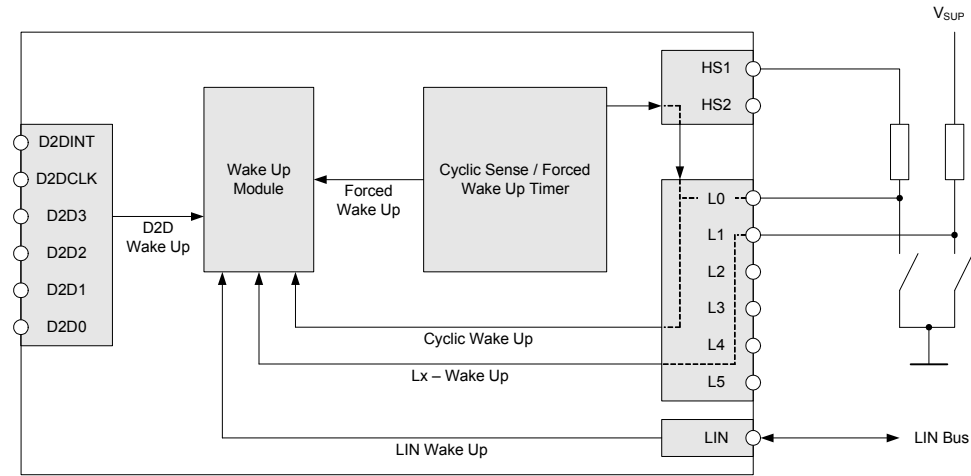 VSUP
HS1
HS2
D2DINT
D2DCLK
D2D3
D2D2
D2D1
D2D0
D2D
Wake Up
Wake Up
Module
Forced
Wake Up
Cyclic Sense / Forced
Wake Up Timer
L0
L1
L2
L3
L4
L5
Cyclic Wake Up
Lx – Wake Up
LIN Wake Up
LIN
LIN Bus